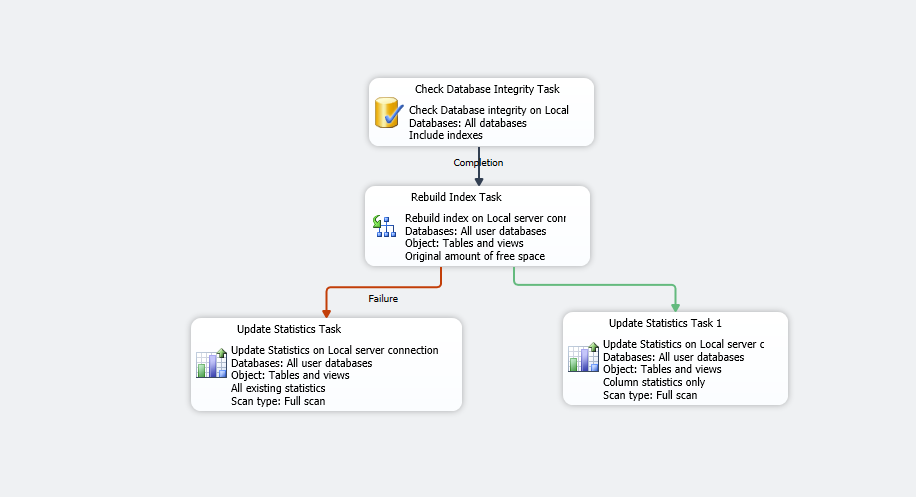 Check Database Integrity Task
Check Database integrity on Local
Databases: All databases
Include indexes
Completion
Rebuild Index Task
Rebuild index on Local server conn
Databases: All user databases
Object: Tables and views
Original amount of free space
Failure
Update Statistics Task
Update Statistics on Local server connection
Databases: All user databases
Object: Tables and views
All existing statistics
Scan type: Full scan
Update Statistics Task 1
Update Statistics on Local server c
Databases: All user databases
Object: Tables and views
Column statistics only
Scan type: Full scan